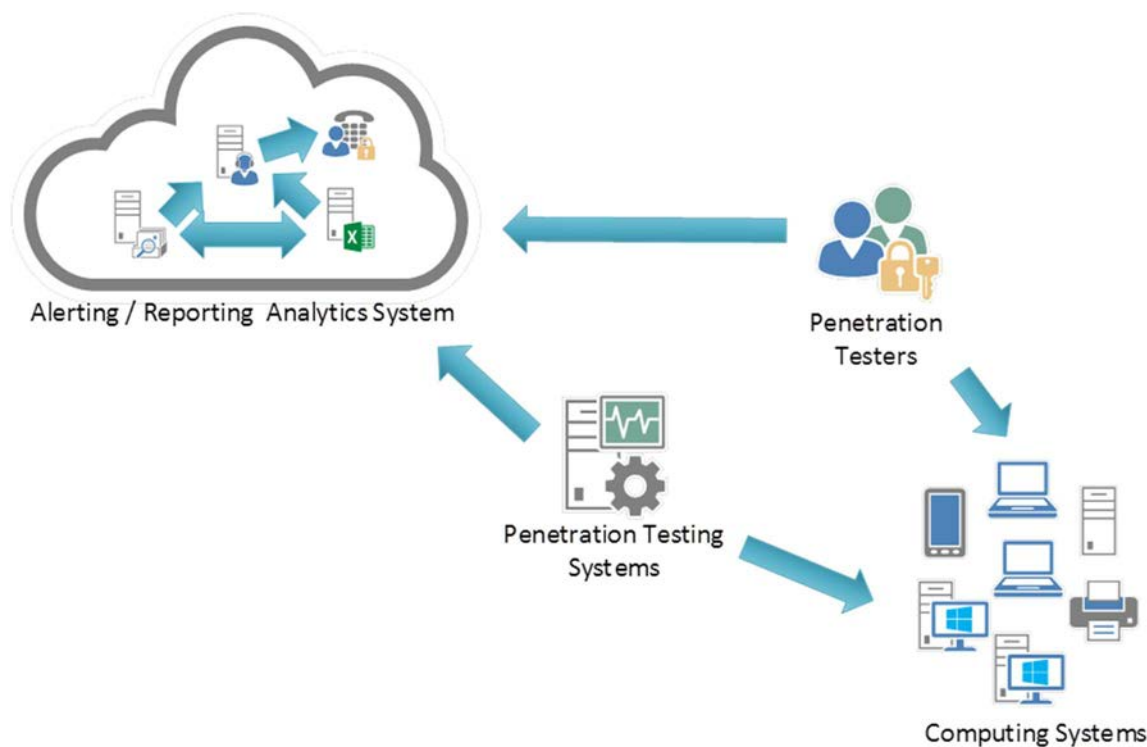 Alerting / Reporting Analytics System
Penetration
Testers
Penetration Testing
Systems
Computing Systems